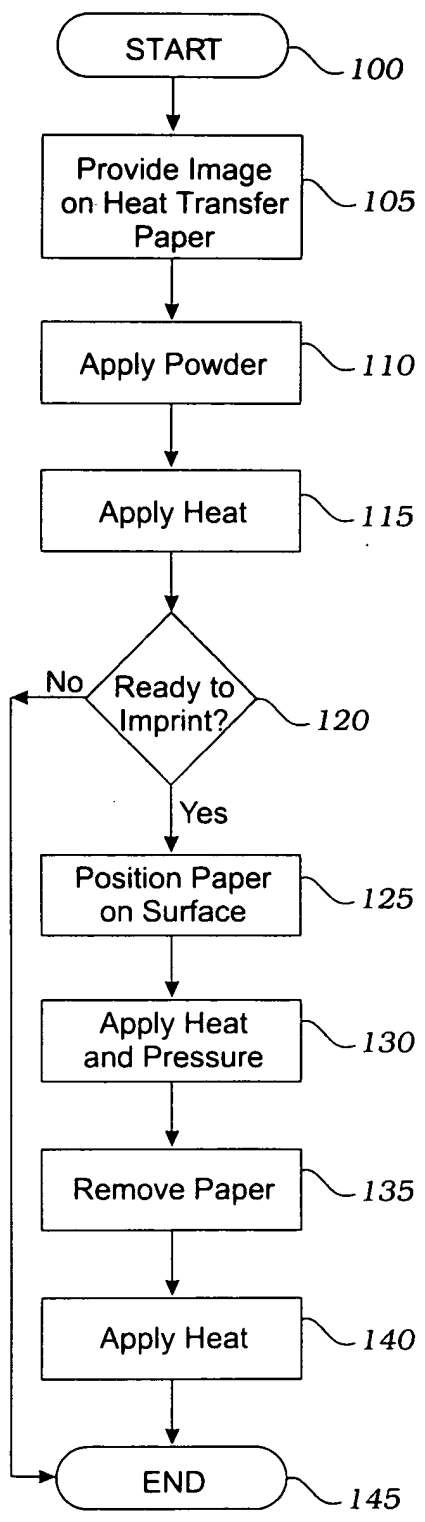 START
100
Provide Image
on Heat Transfer
Paper
105
Apply Powder
110
Apply Heat
115
Ready to
Imprint?
120
No
Yes
Position Paper
on Surface
125
Apply Heat
and Pressure
130
Remove Paper
135
Apply Heat
140
END
145